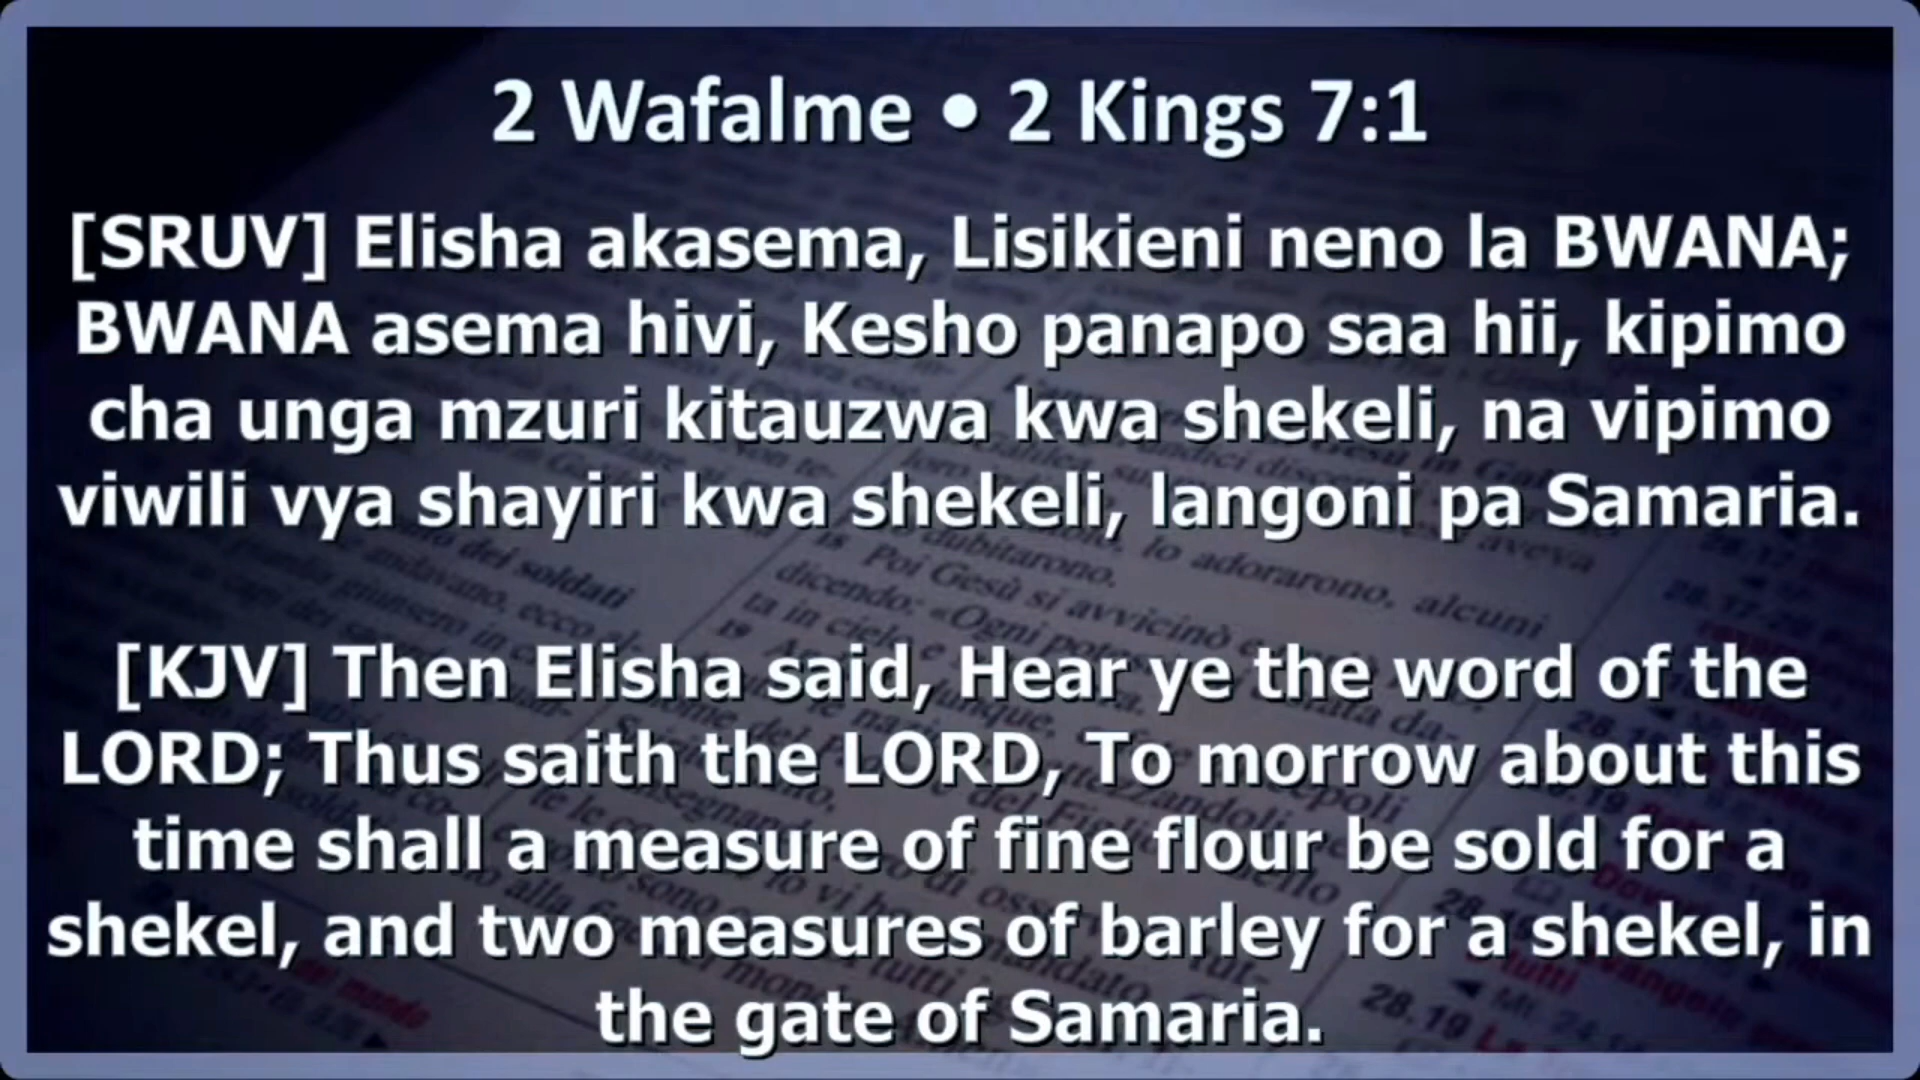 2 Wafalme • 2 Kings 7:1
[SRUV] Elisha akasema, Lisikieni neno la BWANA;
BWANA asema hivi, Kesho panapo saa hii, kipimo
cha unga mzuri kitauzwa kwa shekeli, na vipimo
viwili vya shayiri kwa shekeli, langoni pa Samaria.
[KJV] Then Elisha said, Hear ye the word of the
LORD; Thus saith the LORD, To morrow about this
time shall a measure of fine flour be sold for a
shekel, and two measures of barley for a shekel, in
the gate of Samaria.